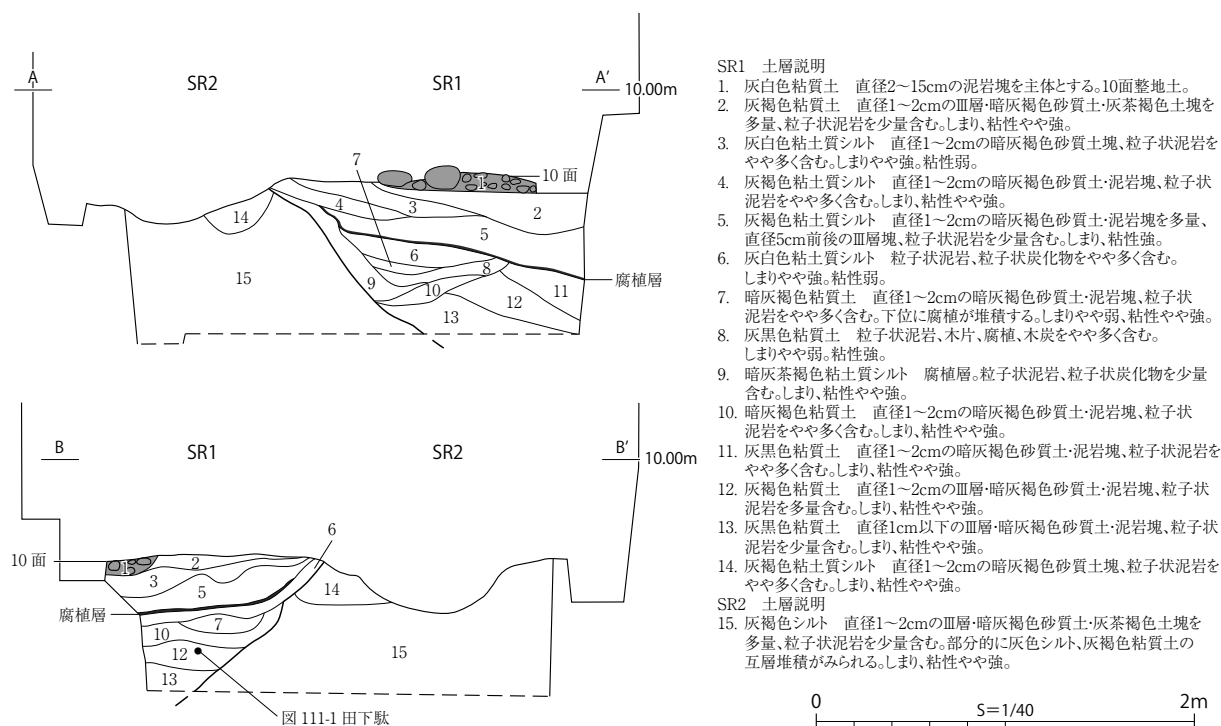 A
SR2
SR1
A’
10.00m
7
10 面
1
14
4
3
2
5
6
8
腐植層
15
9
10
12
11
13
B
SR1
SR2
B’
10.00m
6
10 面
1
2
3
5
14
腐植層
7
10
12
15
13
図 111-1 田下駄
SR1　土層説明
1. 灰白色粘質土　直径2～15cmの泥岩塊を主体とする。10面整地土。
2. 灰褐色粘質土　直径1～2cmのⅢ層・暗灰褐色砂質土・灰茶褐色土塊を
多量、粒子状泥岩を少量含む。しまり、粘性やや強。
3. 灰白色粘土質シルト　直径1～2cmの暗灰褐色砂質土塊、粒子状泥岩を
やや多く含む。しまりやや強。粘性弱。
4. 灰褐色粘土質シルト　直径1～2cmの暗灰褐色砂質土・泥岩塊、粒子状
泥岩をやや多く含む。しまり、粘性やや強。
5. 灰褐色粘土質シルト　直径1～2cmの暗灰褐色砂質土・泥岩塊を多量、
直径5cm前後のⅢ層塊、粒子状泥岩を少量含む。しまり、粘性強。
6. 灰白色粘土質シルト　粒子状泥岩、粒子状炭化物をやや多く含む。
しまりやや強。粘性弱。
7. 暗灰褐色粘質土　直径1～2cmの暗灰褐色砂質土・泥岩塊、粒子状
泥岩をやや多く含む。下位に腐植が堆積する。しまりやや弱、粘性やや強。
8. 灰黒色粘質土　粒子状泥岩、木片、腐植、木炭をやや多く含む。
しまりやや弱。粘性強。
9. 暗灰茶褐色粘土質シルト　腐植層。粒子状泥岩、粒子状炭化物を少量
含む。しまり、粘性やや強。
10. 暗灰褐色粘質土　直径1～2cmの暗灰褐色砂質土・泥岩塊、粒子状
泥岩をやや多く含む。しまり、粘性やや強。
11. 灰黒色粘質土　直径1～2cmの暗灰褐色砂質土・泥岩塊、粒子状泥岩を
やや多く含む。しまり、粘性やや強。
12. 灰褐色粘質土　直径1～2cmのⅢ層・暗灰褐色砂質土・泥岩塊、粒子状
泥岩を多量含む。しまり、粘性やや強。
13. 灰黒色粘質土　直径1cm以下のⅢ層・暗灰褐色砂質土・泥岩塊、粒子状
泥岩を少量含む。しまり、粘性やや強。
14. 灰褐色粘土質シルト　直径1～2cmの暗灰褐色砂質土塊、粒子状泥岩を
やや多く含む。しまり、粘性やや強。
SR2　土層説明
15. 灰褐色シルト　直径1～2cmのⅢ層・暗灰褐色砂質土・灰茶褐色土塊を
多量、粒子状泥岩を少量含む。部分的に灰色シルト、灰褐色粘質土の
互層堆積がみられる。しまり、粘性やや強。
0
S＝1/40
2m